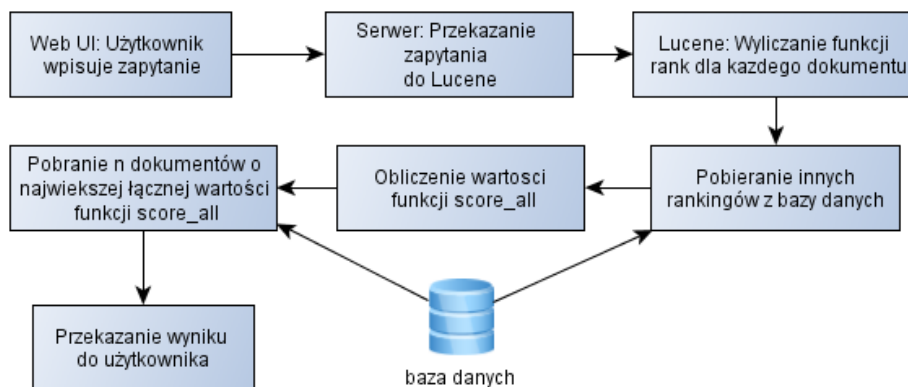 Web UI: Użytkownik
wpisuje zapytanie
Serwer: Przekazanie
zapytania
do Lucene
Lucene: Wyliczanie funkcji
rank dla kazdego dokumentu
Pobranie n dokumentów o
najwiekszej łącznej wartości
funkcji score_all
Obliczenie wartosci
funkcji score_all
Pobieranie innych
rankingów z bazy danych
Przekazanie wyniku
do użytkownika
baza danych